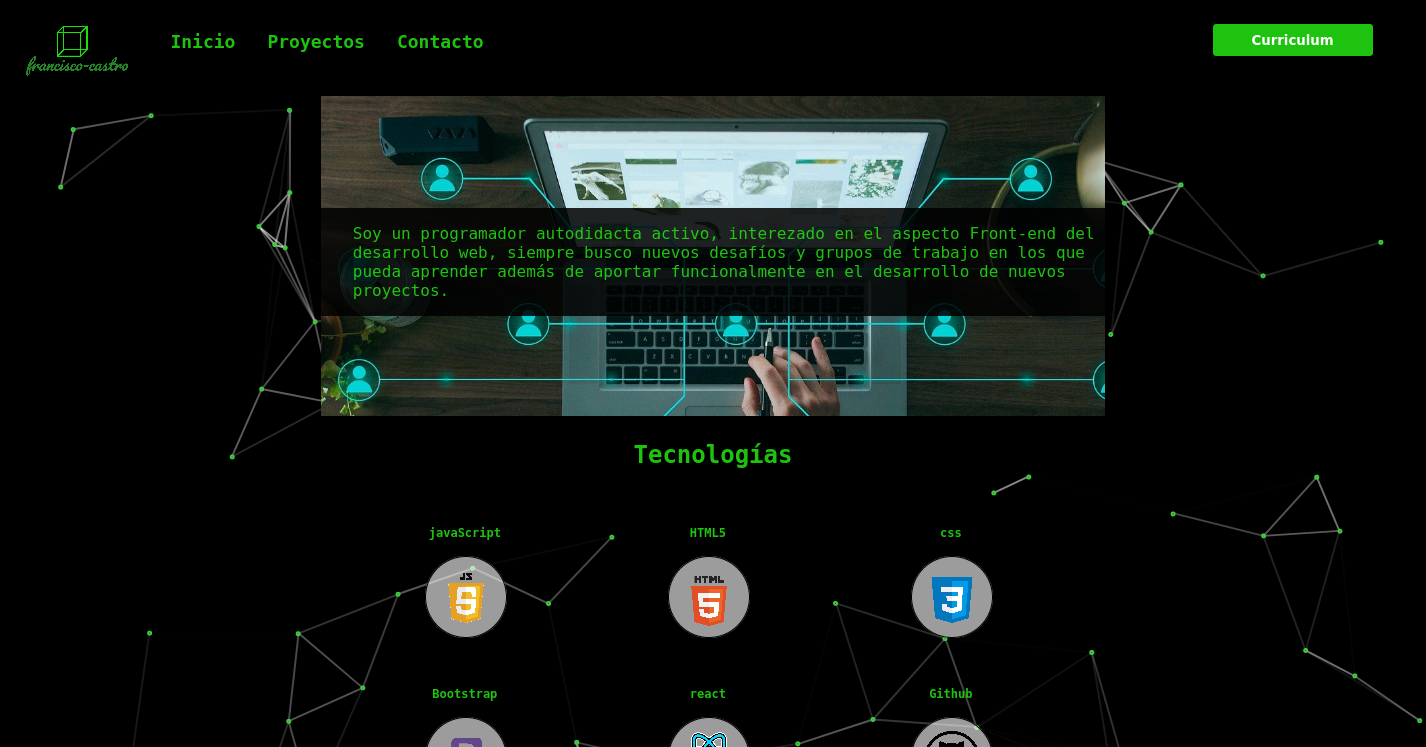 francisco-castro
Inicio Proyectos Contacto
Curriculum
Soy un programador autodidacta activo, interezado en el aspecto Front-end del
desarrollo web, siempre busco nuevos desafíos y grupos de trabajo en los que
pueda aprender además de aportar funcionalmente en el desarrollo de nuevos
proyectos.
Tecnologías
javaScript HTML5 css
JS HTML
5 3
Bootstrap react Github